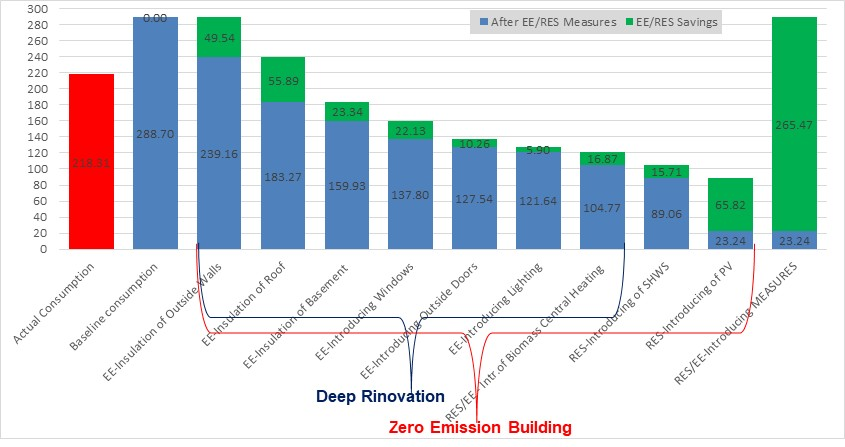 300
280
260
240
220
200
180
160
140
120
100
80
60
40
20
0
After EE/RES Measures
EE/RES Savings
218.31
0.00
288.70
49.54
239.16
55.89
183.27
23.34
159.93
22.13
137.80
10.26
127.54
5.90
121.64
16.87
104.77
15.71
89.06
65.82
23.24
265.47
23.24
Actual Consumption
Baseline consumption
EE-Insulation of Outside Walls
EE-Insulation of Roof
EE-Insulation of Basement
EE-Introducing Windows
EE-Introducing Outside Doors
EE-Introducing Lighting
RES/EE - Intr.of Biomass Central Heating
RES-Introducing of SHWS
RES-Introducing of PV
RES/EE-Introducing MEASURES
Deep Rinovation
Zero Emission Building